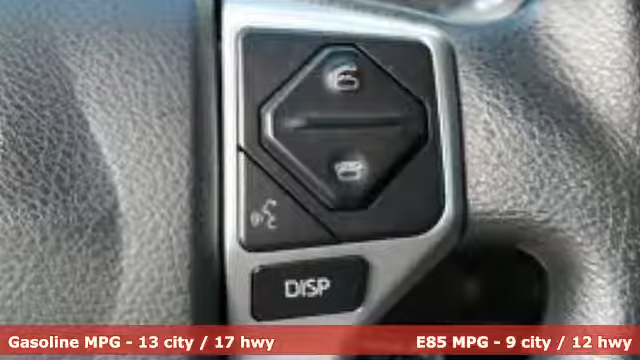 DISP
Gasoline MPG - 13 city / 17 hwy
E85 MPG - 9 city / 12 hwy